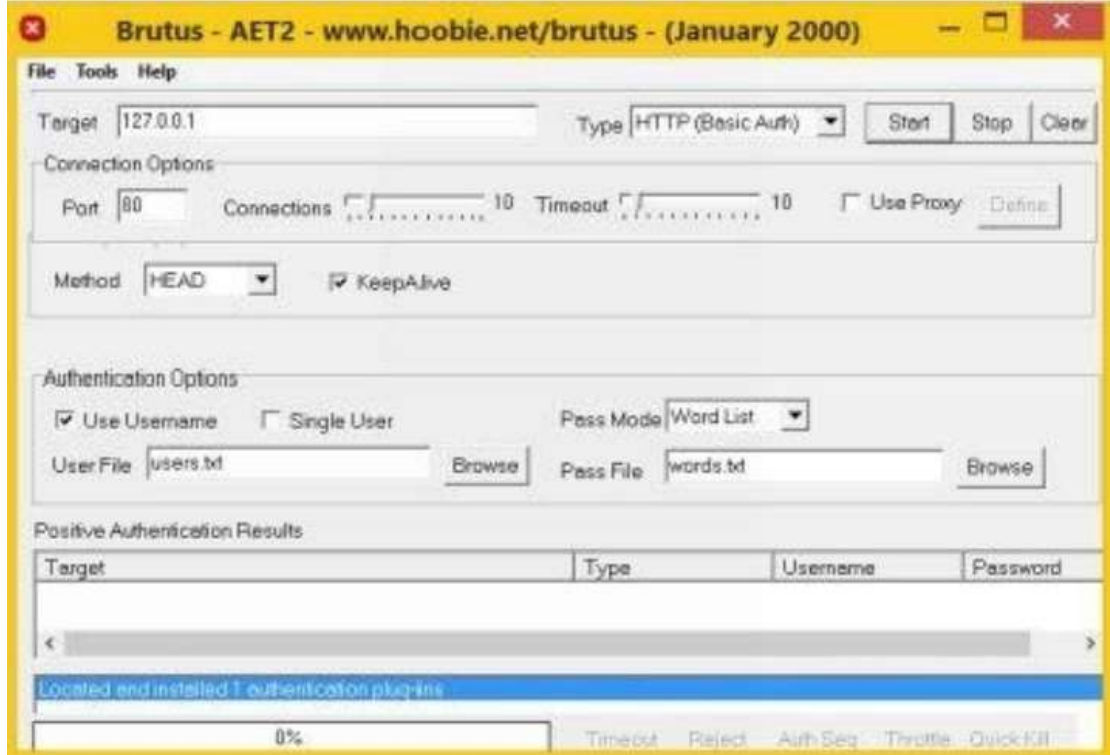 Brutus - AET2 - www.hoobie.net/brutus - (January 2000)
File Tools Help
Target 127.0.0.1 Type HTTP (Basic Auth) Start Stop Clear
Connection Options
Port 80 Connections 10 Timeout 10 Use Proxy Define
Method HEAD KeepAlive
Authentication Options
Use Username Single User Pass Mode Word List
User File users.txt Browse Pass File words.txt Browse
Positive Authentication Results
Target Type Username Password
Located and installed 1 authentication plug-ins
0% Timeout Reject Auth Seq Throttle Quick Kill